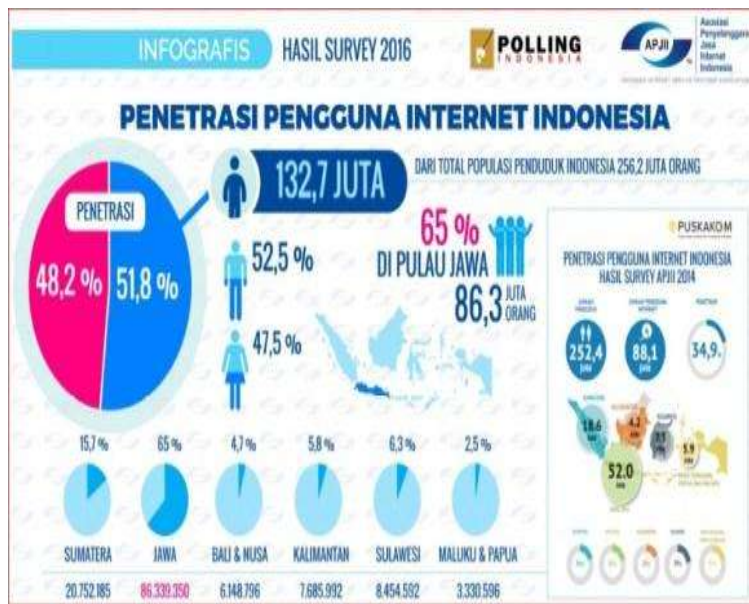 INFOGRAFIS
HASIL SURVEY 2016
POLLING
INDONESIA
APJII
Asosiasi
Penyelenggara
Jasa
Internet
Indonesia
PENETRASI PENGGUNA INTERNET INDONESIA
PENETRASI
48,2 %
51,8 %
132,7 JUTA
DARI TOTAL POPULASI PENDUDUK INDONESIA 256,2 JUTA ORANG
52,5 %
47,5 %
65 %
DI PULAU JAWA
86,3 JUTA
ORANG
PUSKAKOM
PENETRASI PENGGUNA INTERNET INDONESIA
HASIL SURVEY APJII 2014
252,4
88,1
34,9
18.6
4.2
5.9
52.0
15,7 %
65 %
4,7 %
5,8 %
6,3 %
2,5 %
SUMATERA
JAWA
BALI & NUSA
KALIMANTAN
SULAWESI
MALUKU & PAPUA
20.752.185
86.339.350
6.148.796
7.685.992
8.454.592
3.330.596